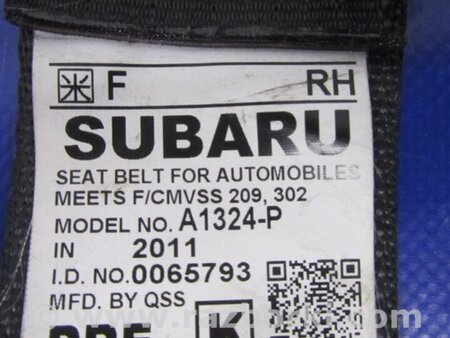 F RH
SUBARU
SEAT BELT FOR AUTOMOBILES
MEETS F/CMVSS 209, 302
MODEL NO. A1324-P
IN 2011
I.D. NO. 0065793
MFD. BY QSS
K